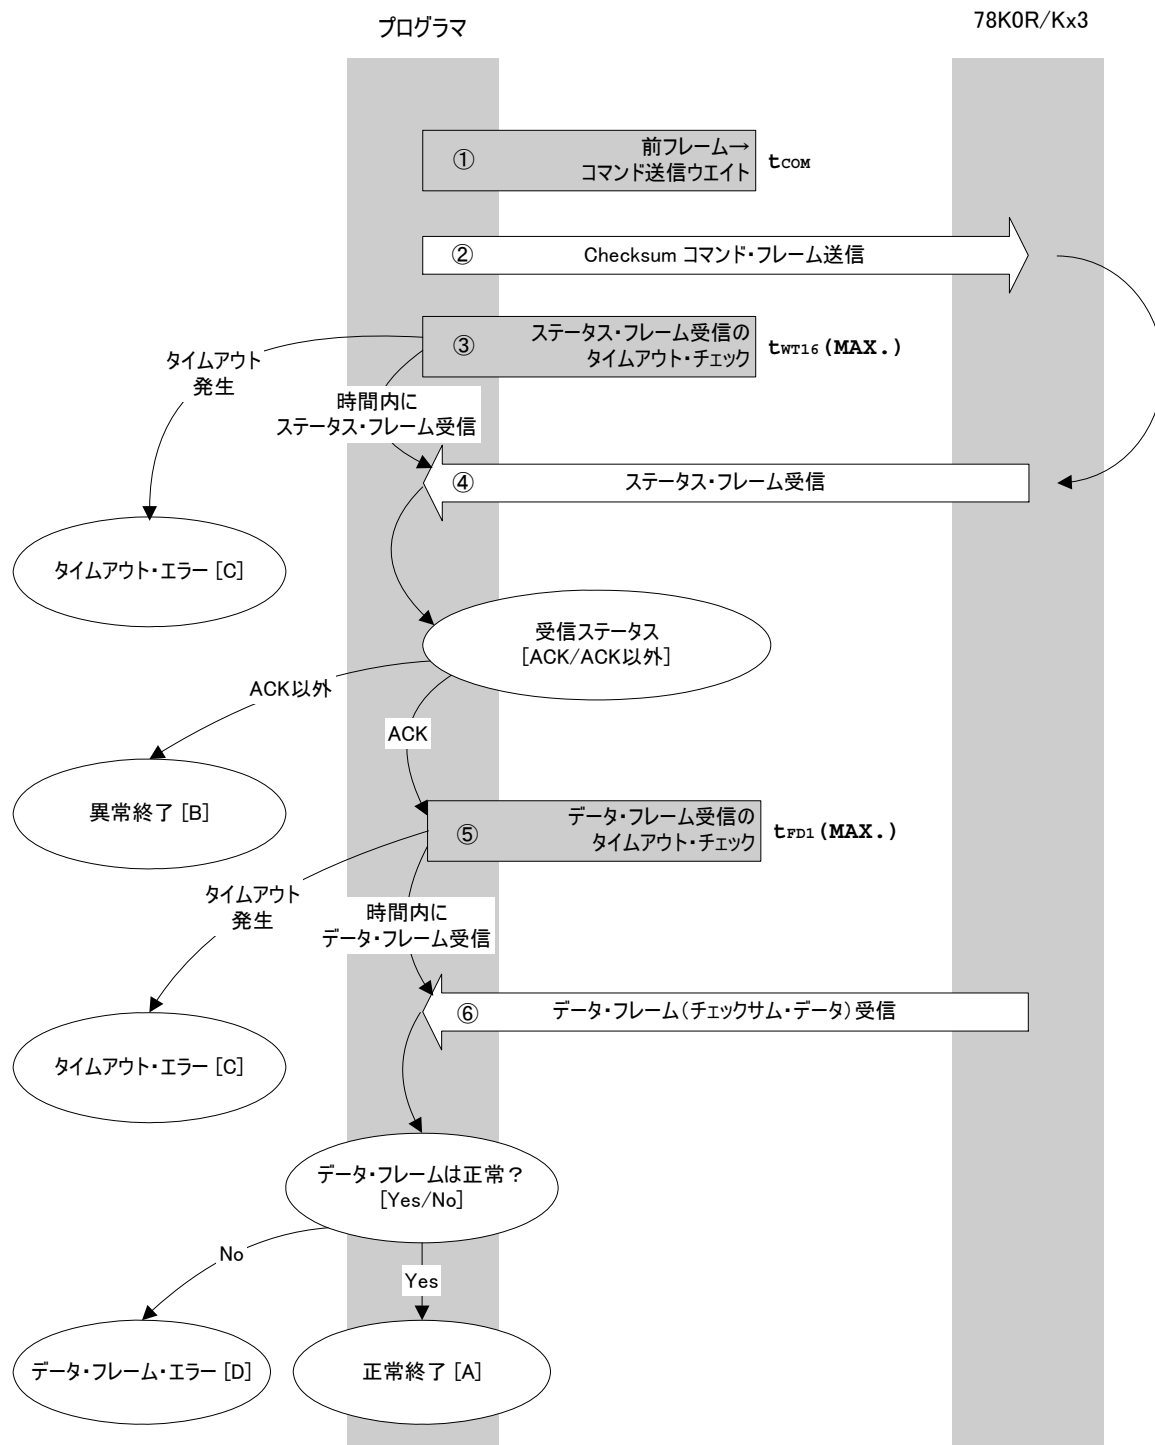 プログラマ
78K0R/Kx3
①
前フレーム→
コマンド送信ウエイト
tCOM
② Checksum コマンド・フレーム送信
③
ステータス・フレーム受信の
タイムアウト・チェック
tWT16(MAX.)
タイムアウト
発生
時間内に
ステータス・フレーム受信
④ ステータス・フレーム受信
タイムアウト・エラー [C]
受信ステータス
[ACK/ACK以外]
ACK以外
ACK
異常終了 [B]
⑤
データ・フレーム受信の
タイムアウト・チェック
tFD1(MAX.)
タイムアウト
発生
時間内に
データ・フレーム受信
⑥ データ・フレーム(チェックサム・データ)受信
タイムアウト・エラー [C]
データ・フレームは正常?
[Yes/No]
No
Yes
データ・フレーム・エラー [D]
正常終了 [A]